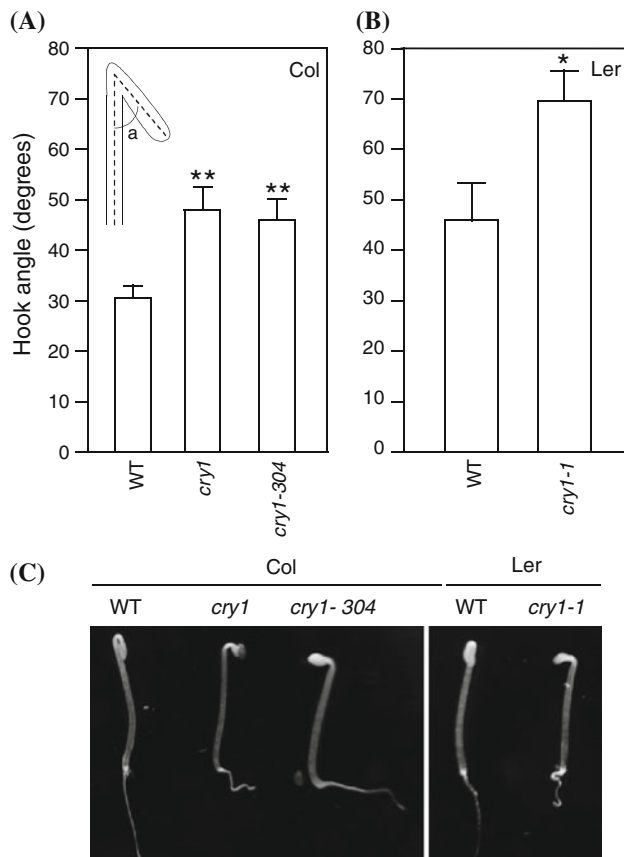 (A)
Hook angle (degrees)
80
70
60
50
40
30
20
10
0
Col
a
**
**
WT
cry1
cry1-304
(B)
80
70
60
50
40
30
20
10
0
Ler
*
WT
cry1-1
(C)
Col Ler
WT cry1 cry1- 304 WT cry1-1